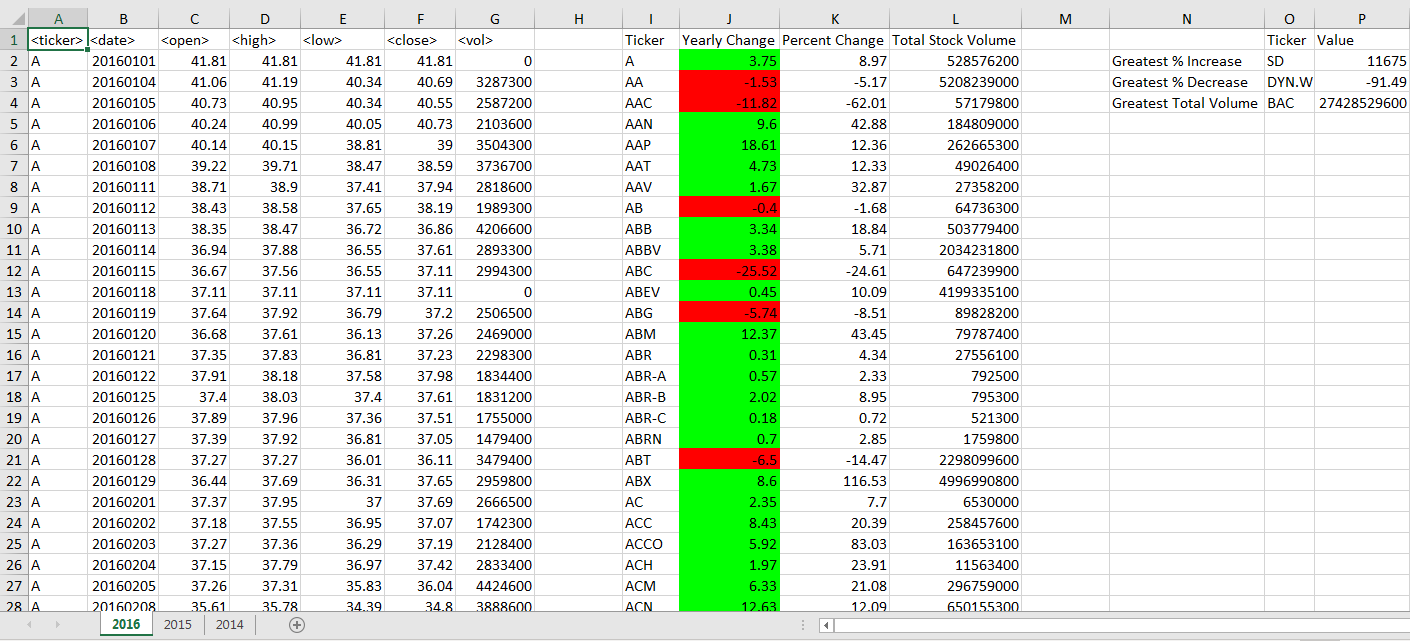 A B C D E F G H I J K L M N O P
1 <ticker> <date> <open> <high> <low> <close> <vol> Ticker Yearly Change Percent Change Total Stock Volume Ticker Value
2 A 20160101 41.81 41.81 41.81 41.81 0 A 3.75 8.97 528576200 Greatest % Increase SD 11675
3 A 20160104 41.06 41.19 40.34 40.69 3287300 AA -1.53 -5.17 5208239000 Greatest % Decrease DYN.W -91.49
4 A 20160105 40.73 40.95 40.34 40.55 2587200 AAC -11.82 -62.01 57179800 Greatest Total Volume BAC 27428529600
5 A 20160106 40.24 40.99 40.05 40.73 2103600 AAN 9.6 42.88 184809000
6 A 20160107 40.14 40.15 38.81 39 3504300 AAP 18.61 12.36 262665300
7 A 20160108 39.22 39.71 38.47 38.59 3736700 AAT 4.73 12.33 49026400
8 A 20160111 38.71 38.9 37.41 37.94 2818600 AAV 1.67 32.87 27358200
9 A 20160112 38.43 38.58 37.65 38.19 1989300 AB -0.4 -1.68 64736300
10 A 20160113 38.35 38.47 36.72 36.86 4206600 ABB 3.34 18.84 503779400
11 A 20160114 36.94 37.88 36.55 37.61 2893300 ABBV 3.38 5.71 2034231800
12 A 20160115 36.67 37.56 36.55 37.11 2994300 ABC -25.52 -24.61 647239900
13 A 20160118 37.11 37.11 37.11 37.11 0 ABEV 0.45 10.09 4199335100
14 A 20160119 37.64 37.92 36.79 37.2 2506500 ABG -5.74 -8.51 89828200
15 A 20160120 36.68 37.61 36.13 37.26 2469000 ABM 12.37 43.45 79787400
16 A 20160121 37.35 37.83 36.81 37.23 2298300 ABR 0.31 4.34 27556100
17 A 20160122 37.91 38.18 37.58 37.98 1834400 ABR-A 0.57 2.33 792500
18 A 20160125 37.4 38.03 37.4 37.61 1831200 ABR-B 2.02 8.95 795300
19 A 20160126 37.89 37.96 37.36 37.51 1755000 ABR-C 0.18 0.72 521300
20 A 20160127 37.39 37.92 36.81 37.05 1479400 ABRN 0.7 2.85 1759800
21 A 20160128 37.27 37.27 36.01 36.11 3479400 ABT -6.5 -14.47 2298099600
22 A 20160129 36.44 37.69 36.31 37.65 2959800 ABX 8.6 116.53 4996990800
23 A 20160201 37.37 37.95 37 37.69 2666500 AC 2.35 7.7 6530000
24 A 20160202 37.18 37.55 36.95 37.07 1742300 ACC 8.43 20.39 258457600
25 A 20160203 37.27 37.36 36.29 37.19 2128400 ACCO 5.92 83.03 163653100
26 A 20160204 37.15 37.79 36.97 37.42 2833400 ACH 1.97 23.91 11563400
27 A 20160205 37.26 37.31 35.83 36.04 4424600 ACM 6.33 21.08 296759000
28 A 20160208 35.61 35.78 34.39 34.8 3888600 ACN 12.63 12.09 650155300
2016 2015 2014